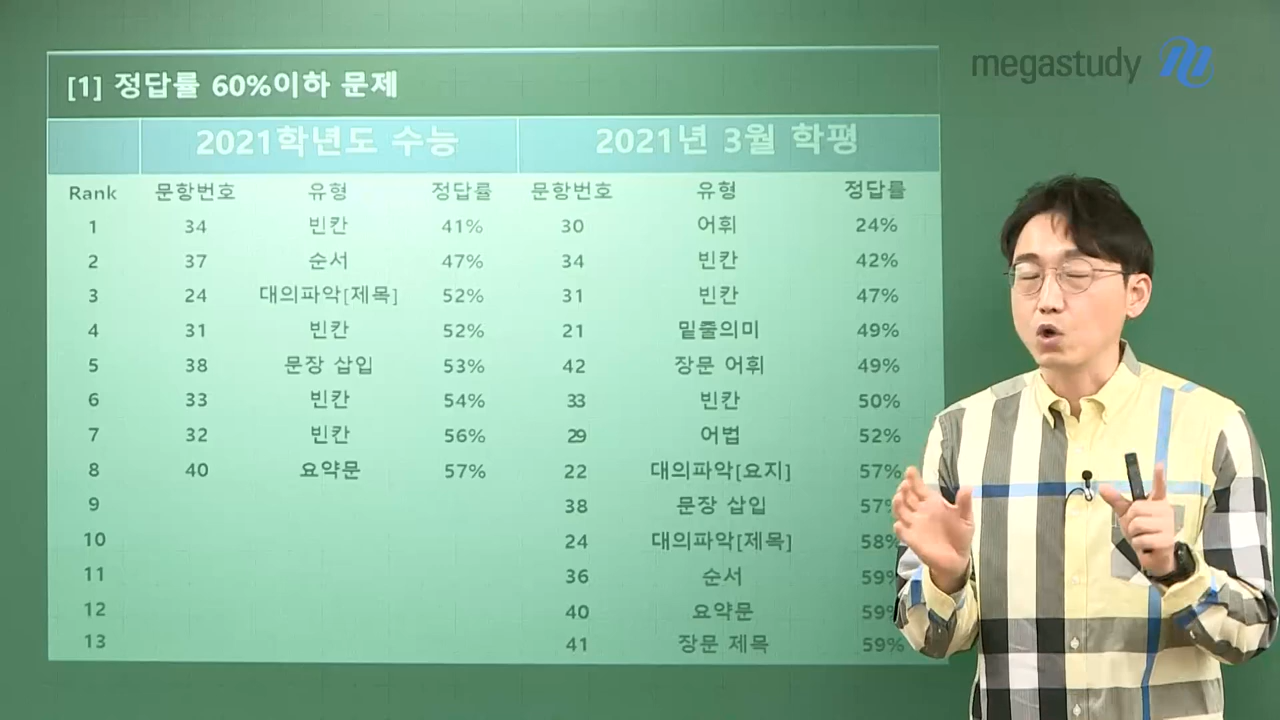 megastudy
[1] 정답률 60%이하 문제
2021학년도 수능 2021년 3월 학평
Rank 문항번호 유형 정답률 문항번호 유형 정답률
1 34 빈칸 41% 30 어휘 24%
2 37 순서 47% 34 빈칸 42%
3 24 대의파악[제목] 52% 31 빈칸 47%
4 31 빈칸 52% 21 밑줄의미 49%
5 38 문장 삽입 53% 42 장문 어휘 49%
6 33 빈칸 54% 33 빈칸 50%
7 32 빈칸 56% 29 어법 52%
8 40 요약문 57% 22 대의파악[요지] 57%
9 38 문장 삽입 57%
10 24 대의파악[제목] 58%
11 36 순서 59%
12 40 요약문 59%
13 41 장문 제목 59%